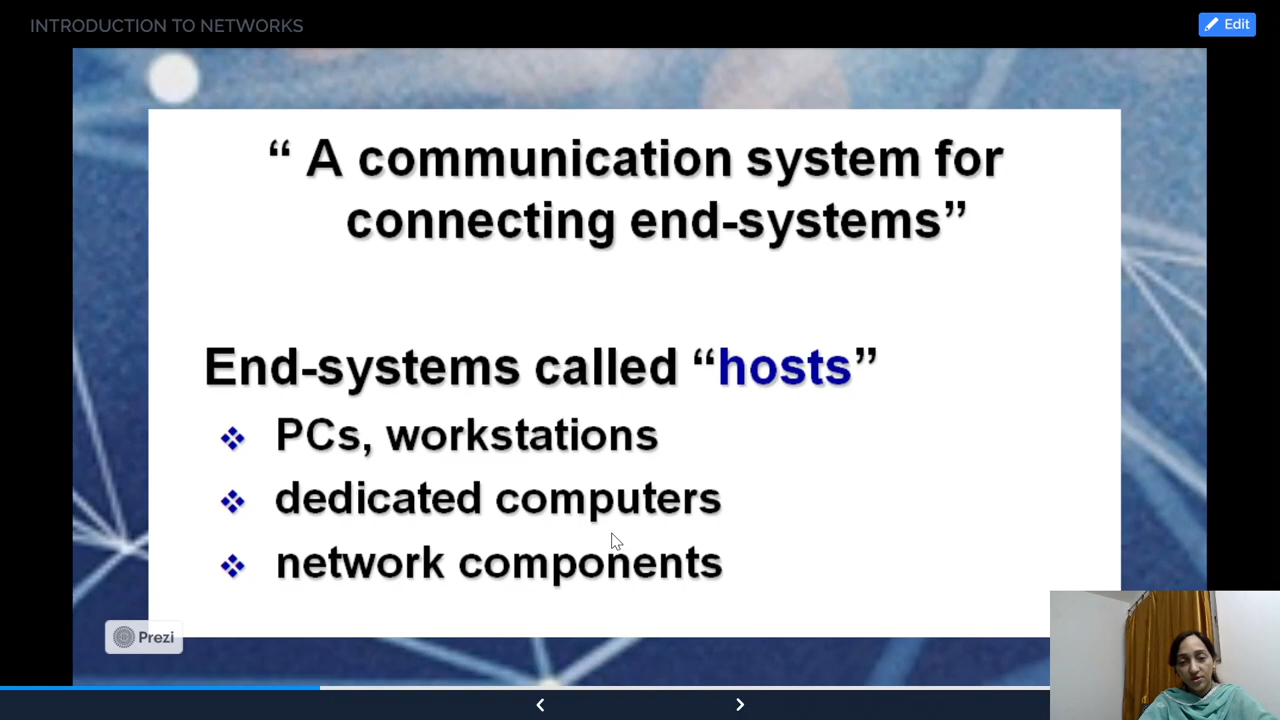 INTRODUCTION TO NETWORKS
Edit
“ A communication system for
connecting end-systems”
End-systems called “hosts”
PCs, workstations
dedicated computers
network components
Prezi